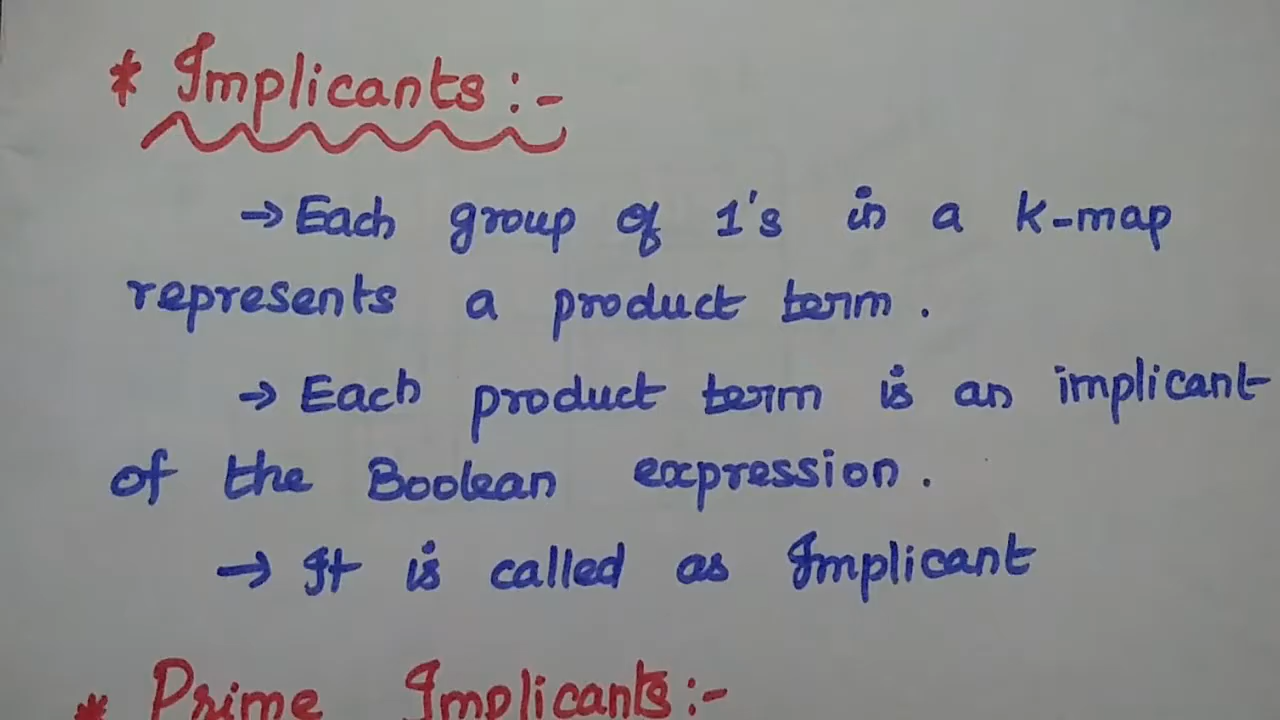 * Implicants :-
→ Each group of 1's in a K-map
represents a product term .
→ Each product term is an implicant
of the Boolean expression .
→ It is called as Implicant
* Prime Implicants:-